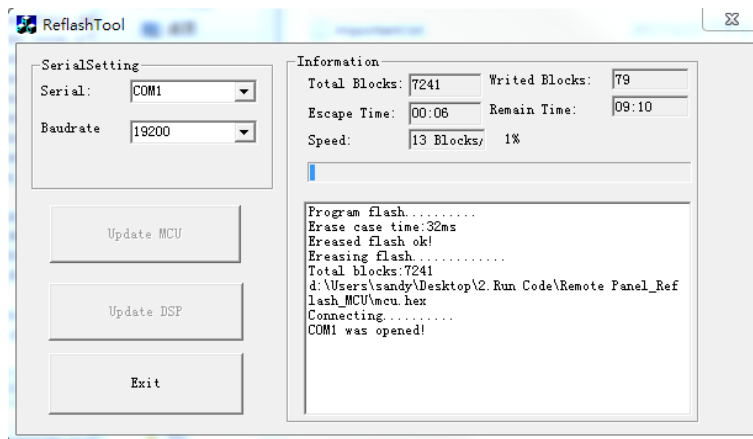 ReflashTool
SerialSetting
Serial: COM1
Baudrate 19200
Update MCU
Update DSP
Exit
Information
Total Blocks: 7241 Writed Blocks: 79
Escape Time: 00:06 Remain Time: 09:10
Speed: 13 Blocks/ 1%
Program flash..........
Erase case time:32ms
Ereased flash ok!
Ereasing flash.............
Total blocks:7241
d:\Users\sandy\Desktop\2.Run Code\Remote Panel_Ref
lash_MCU\mcu.hex
Connecting..........
COM1 was opened!